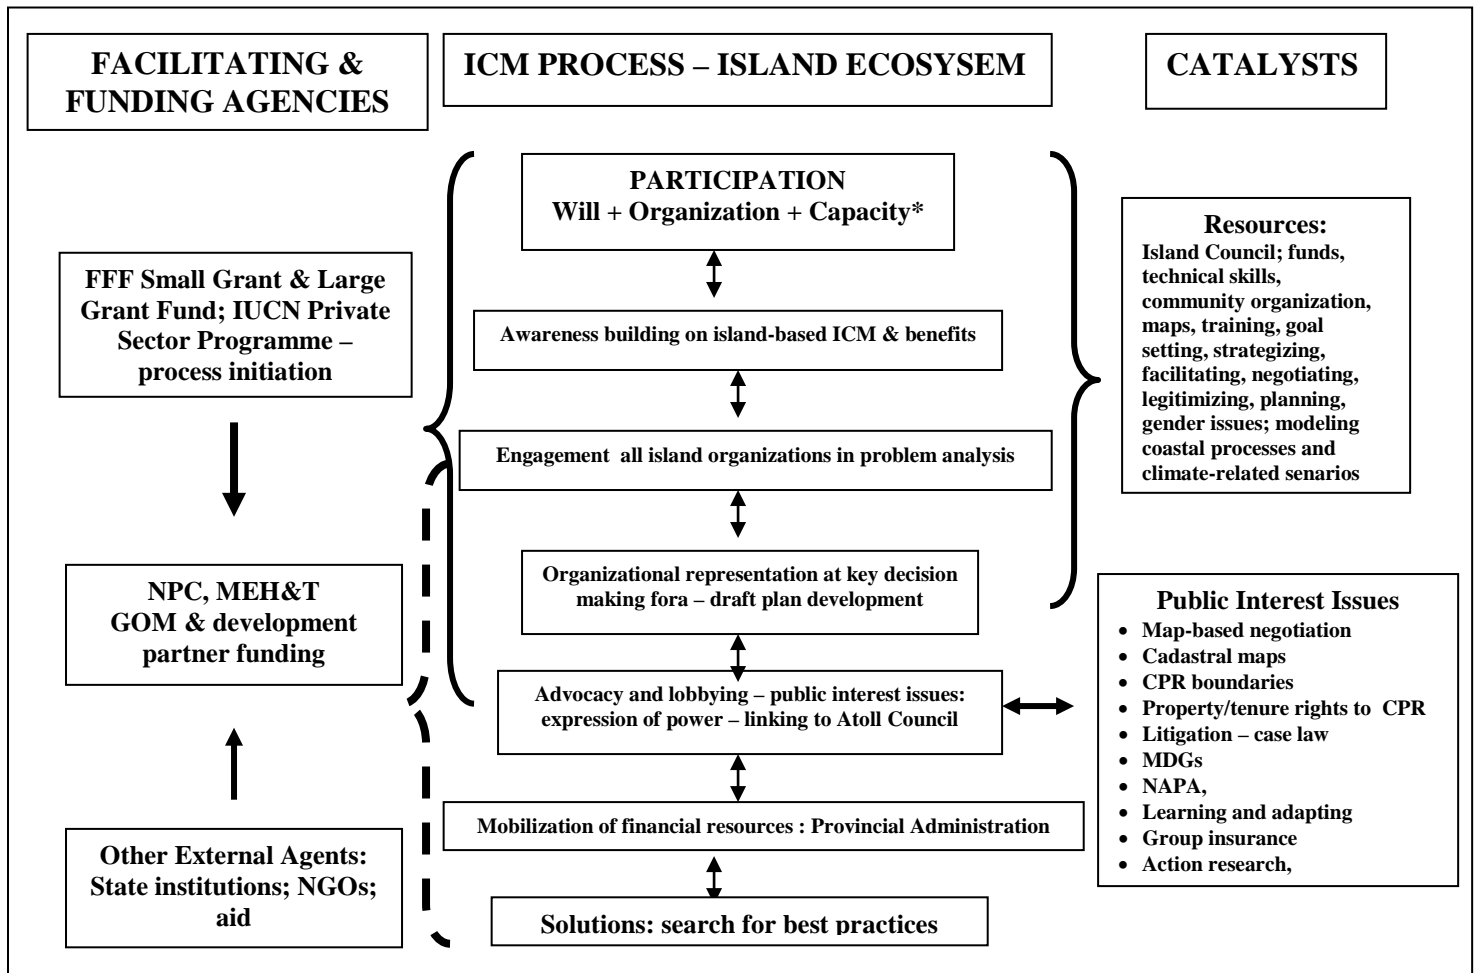 FACILITATING &
FUNDING AGENCIES
ICM PROCESS – ISLAND ECOSYSEM
CATALYSTS
FFF Small Grant & Large
Grant Fund; IUCN Private
Sector Programme –
process initiation
NPC, MEH&T
GOM & development
partner funding
Other External Agents:
State institutions; NGOs;
aid
PARTICIPATION
Will + Organization + Capacity*
Awareness building on island-based ICM & benefits
Engagement all island organizations in problem analysis
Organizational representation at key decision
making fora – draft plan development
Advocacy and lobbying – public interest issues:
expression of power – linking to Atoll Council
Mobilization of financial resources : Provincial Administration
Solutions: search for best practices
Resources:
Island Council; funds,
technical skills,
community organization,
maps, training, goal
setting, strategizing,
facilitating, negotiating,
legitimizing, planning,
gender issues; modeling
coastal processes and
climate-related senarios
Public Interest Issues
• Map-based negotiation
• Cadastral maps
• CPR boundaries
• Property/tenure rights to CPR
• Litigation – case law
• MDGs
• NAPA,
• Learning and adapting
• Group insurance
• Action research,